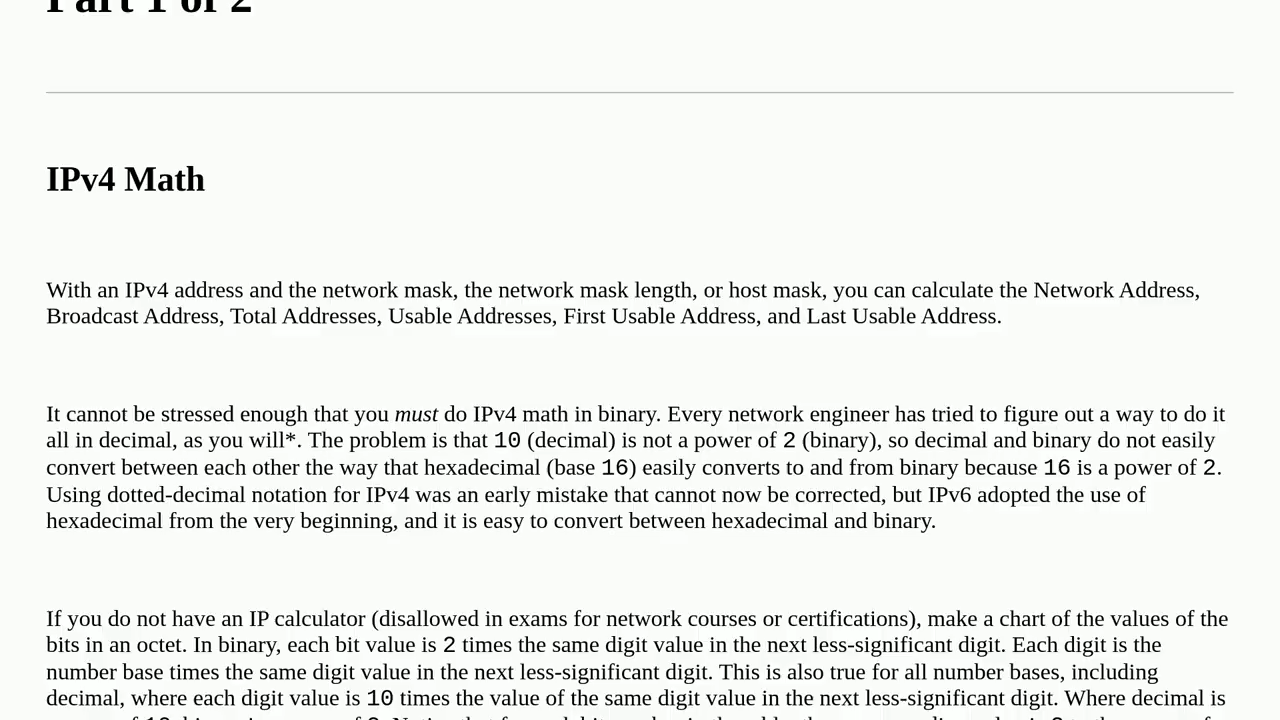 Part 1 of 2
IPv4 Math
With an IPv4 address and the network mask, the network mask length, or host mask, you can calculate the Network Address,
Broadcast Address, Total Addresses, Usable Addresses, First Usable Address, and Last Usable Address.
It cannot be stressed enough that you must do IPv4 math in binary. Every network engineer has tried to figure out a way to do it
all in decimal, as you will*. The problem is that 10 (decimal) is not a power of 2 (binary), so decimal and binary do not easily
convert between each other the way that hexadecimal (base 16) easily converts to and from binary because 16 is a power of 2.
Using dotted-decimal notation for IPv4 was an early mistake that cannot now be corrected, but IPv6 adopted the use of
hexadecimal from the very beginning, and it is easy to convert between hexadecimal and binary.
If you do not have an IP calculator (disallowed in exams for network courses or certifications), make a chart of the values of the
bits in an octet. In binary, each bit value is 2 times the same digit value in the next less-significant digit. Each digit is the
number base times the same digit value in the next less-significant digit. This is also true for all number bases, including
decimal, where each digit value is 10 times the value of the same digit value in the next less-significant digit. Where decimal is